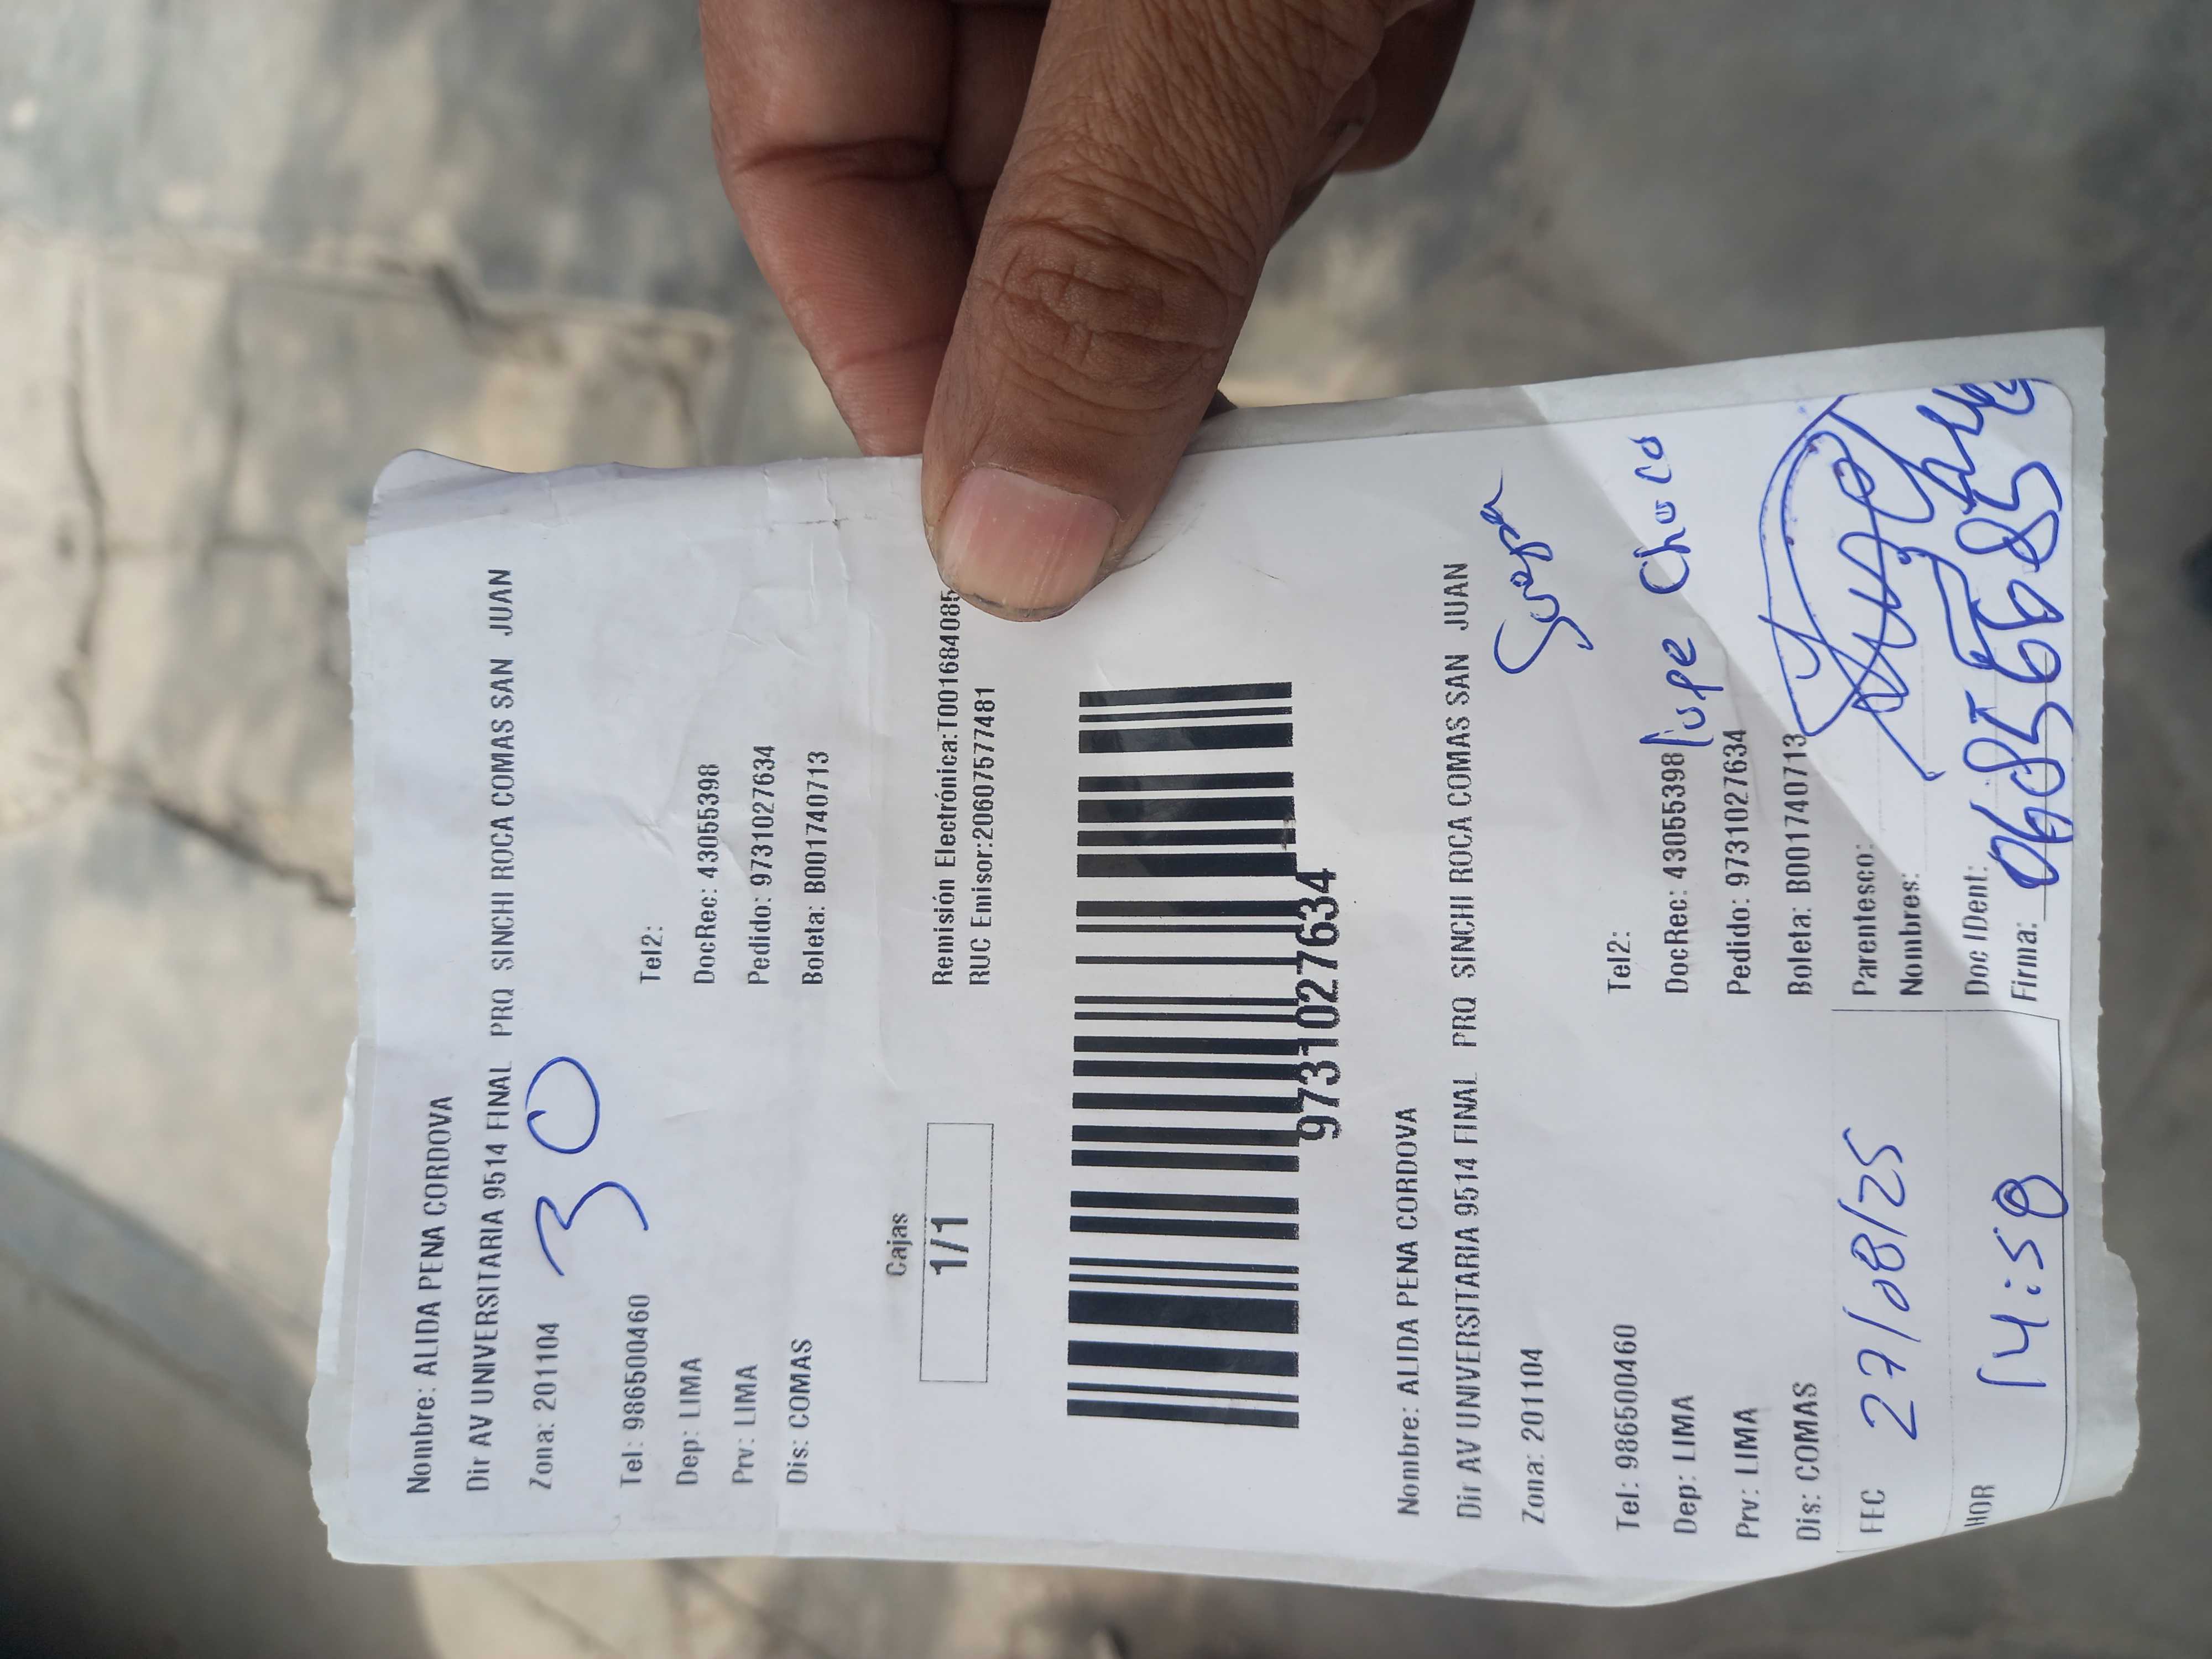 Nombre: ALIDA PENA CORDOVA
Dir AV UNIVERSITARIA 9514 FINAL PRQ SINCHI ROCA COMAS SAN JUAN
Zona: 201104
30
Tel: 986500460 Tel2:
Dep: LIMA DocRec: 43055398
Prv: LIMA Pedido: 9731027634
Dis: COMAS Boleta: B001740713
Cajas
1/1
Remisión Electrónica:T001684085
RUC Emisor:20607577481
9731027634
Nombre: ALIDA PENA CORDOVA
Dir AV UNIVERSITARIA 9514 FINAL PRQ SINCHI ROCA COMAS SAN JUAN
Zona: 201104
Tel: 986500460 Tel2:
Dep: LIMA DocRec: 43055398 lupe
Prv: LIMA Pedido: 9731027634
Dis: COMAS Boleta: B001740713
FEC 27/08/25 Parentesco:
Nombres:
HOR 14:58 Doc IDent:
Firma: